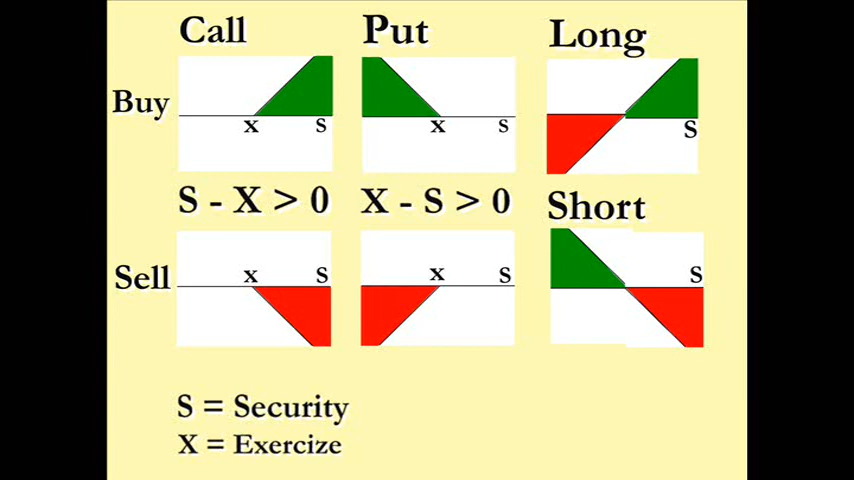 Call Put Long
Buy
X S X S S
S - X > 0 X - S > 0 Short
Sell X S X S S
S = Security
X = Exercize